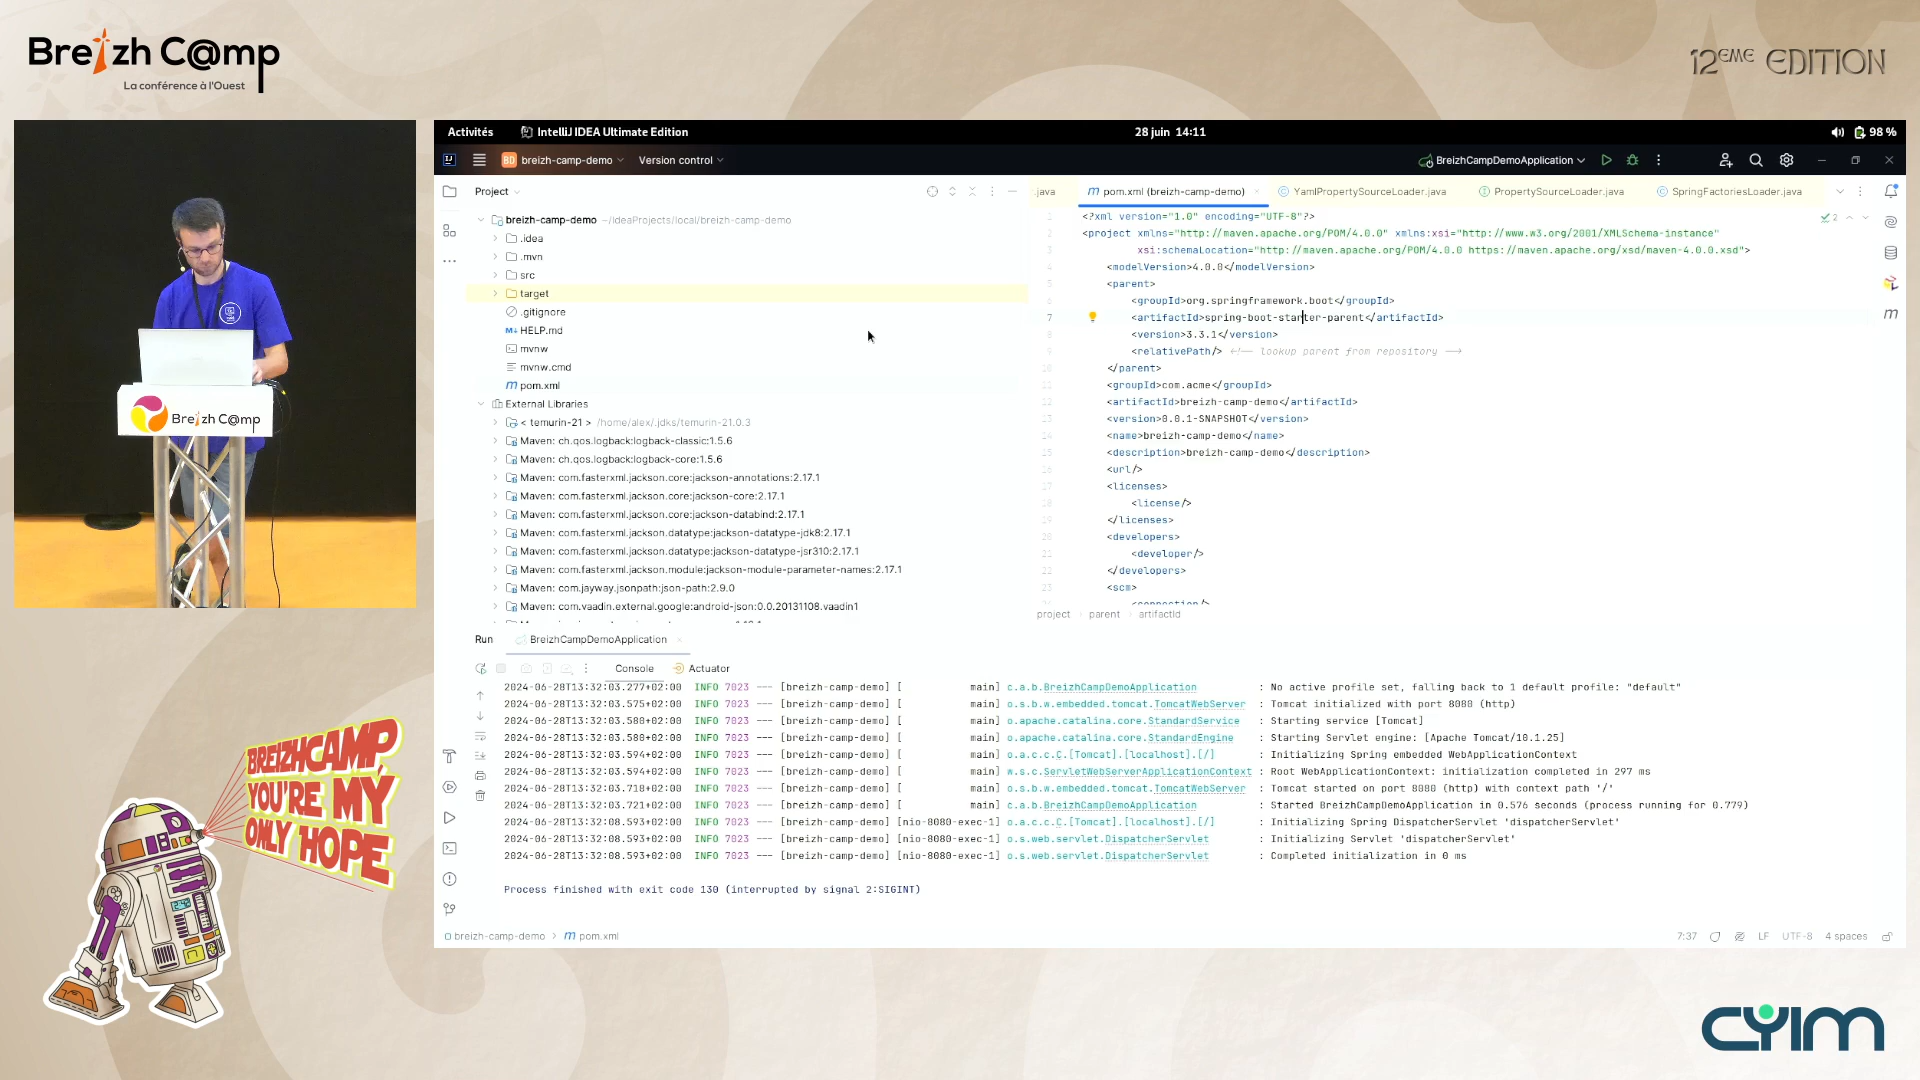 Breizh C@mp
La conférence à l'Ouest
12EME EDITION
Breizh C@mp
Activités
IntelliJ IDEA Ultimate Edition
28 juin 14:11
98 %
BD breizh-camp-demo
Version control
BreizhCampDemoApplication
Project
breizh-camp-demo ~/IdeaProjects/local/breizh-camp-demo
.idea
.mvn
src
target
.gitignore
HELP.md
mvnw
mvnw.cmd
pom.xml
External Libraries
< temurin-21 > /home/alex/.jdks/temurin-21.0.3
Maven: ch.qos.logback:logback-classic:1.5.6
Maven: ch.qos.logback:logback-core:1.5.6
Maven: com.fasterxml.jackson.core:jackson-annotations:2.17.1
Maven: com.fasterxml.jackson.core:jackson-core:2.17.1
Maven: com.fasterxml.jackson.core:jackson-databind:2.17.1
Maven: com.fasterxml.jackson.datatype:jackson-datatype-jdk8:2.17.1
Maven: com.fasterxml.jackson.datatype:jackson-datatype-jsr310:2.17.1
Maven: com.fasterxml.jackson.module:jackson-module-parameter-names:2.17.1
Maven: com.jayway.jsonpath:json-path:2.9.0
Maven: com.vaadin.external.google:android-json:0.0.20131108.vaadin1
.java
pom.xml (breizh-camp-demo)
YamlPropertySourceLoader.java
PropertySourceLoader.java
SpringFactoriesLoader.java
2
1 <?xml version="1.0" encoding="UTF-8"?>
2 <project xmlns="http://maven.apache.org/POM/4.0.0" xmlns:xsi="http://www.w3.org/2001/XMLSchema-instance"
3 xsi:schemaLocation="http://maven.apache.org/POM/4.0.0 https://maven.apache.org/xsd/maven-4.0.0.xsd">
4 <modelVersion>4.0.0</modelVersion>
5 <parent>
6 <groupId>org.springframework.boot</groupId>
7 <artifactId>spring-boot-starter-parent</artifactId>
8 <version>3.3.1</version>
9 <relativePath/> <!-- lookup parent from repository -->
10 </parent>
11 <groupId>com.acme</groupId>
12 <artifactId>breizh-camp-demo</artifactId>
13 <version>0.0.1-SNAPSHOT</version>
14 <name>breizh-camp-demo</name>
15 <description>breizh-camp-demo</description>
16 <url/>
17 <licenses>
18 <license/>
19 </licenses>
20 <developers>
21 <developer/>
22 </developers>
23 <scm>
<connection/>
project > parent > artifactId
Run
BreizhCampDemoApplication
Console
Actuator
2024-06-28T13:32:03.277+02:00 INFO 7023 --- [breizh-camp-demo] [ main] c.a.b.BreizhCampDemoApplication : No active profile set, falling back to 1 default profile: "default"
2024-06-28T13:32:03.575+02:00 INFO 7023 --- [breizh-camp-demo] [ main] o.s.b.w.embedded.tomcat.TomcatWebServer : Tomcat initialized with port 8080 (http)
2024-06-28T13:32:03.580+02:00 INFO 7023 --- [breizh-camp-demo] [ main] o.apache.catalina.core.StandardService : Starting service [Tomcat]
2024-06-28T13:32:03.580+02:00 INFO 7023 --- [breizh-camp-demo] [ main] o.apache.catalina.core.StandardEngine : Starting Servlet engine: [Apache Tomcat/10.1.25]
2024-06-28T13:32:03.594+02:00 INFO 7023 --- [breizh-camp-demo] [ main] o.a.c.c.C.[Tomcat].[localhost].[/] : Initializing Spring embedded WebApplicationContext
2024-06-28T13:32:03.594+02:00 INFO 7023 --- [breizh-camp-demo] [ main] w.s.c.ServletWebServerApplicationContext : Root WebApplicationContext: initialization completed in 297 ms
2024-06-28T13:32:03.718+02:00 INFO 7023 --- [breizh-camp-demo] [ main] o.s.b.w.embedded.tomcat.TomcatWebServer : Tomcat started on port 8080 (http) with context path '/'
2024-06-28T13:32:03.721+02:00 INFO 7023 --- [breizh-camp-demo] [ main] c.a.b.BreizhCampDemoApplication : Started BreizhCampDemoApplication in 0.576 seconds (process running for 0.779)
2024-06-28T13:32:08.593+02:00 INFO 7023 --- [breizh-camp-demo] [nio-8080-exec-1] o.a.c.c.C.[Tomcat].[localhost].[/] : Initializing Spring DispatcherServlet 'dispatcherServlet'
2024-06-28T13:32:08.593+02:00 INFO 7023 --- [breizh-camp-demo] [nio-8080-exec-1] o.s.web.servlet.DispatcherServlet : Initializing Servlet 'dispatcherServlet'
2024-06-28T13:32:08.593+02:00 INFO 7023 --- [breizh-camp-demo] [nio-8080-exec-1] o.s.web.servlet.DispatcherServlet : Completed initialization in 0 ms
Process finished with exit code 130 (interrupted by signal 2:SIGINT)
breizh-camp-demo > pom.xml
7:37
LF
UTF-8
4 spaces
BREIZHCAMP
YOU'RE MY
ONLY HOPE
CYIM